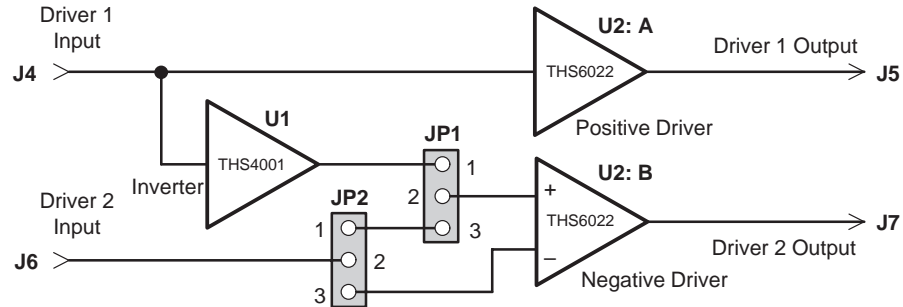 Driver 1
Input
J4
U2: A
THS6022
Driver 1 Output
J5
Positive Driver
U1
THS4001
Inverter
JP1
1
2
3
U2: B
+
THS6022
–
Driver 2 Output
J7
Negative Driver
Driver 2
Input
J6
JP2
1
2
3